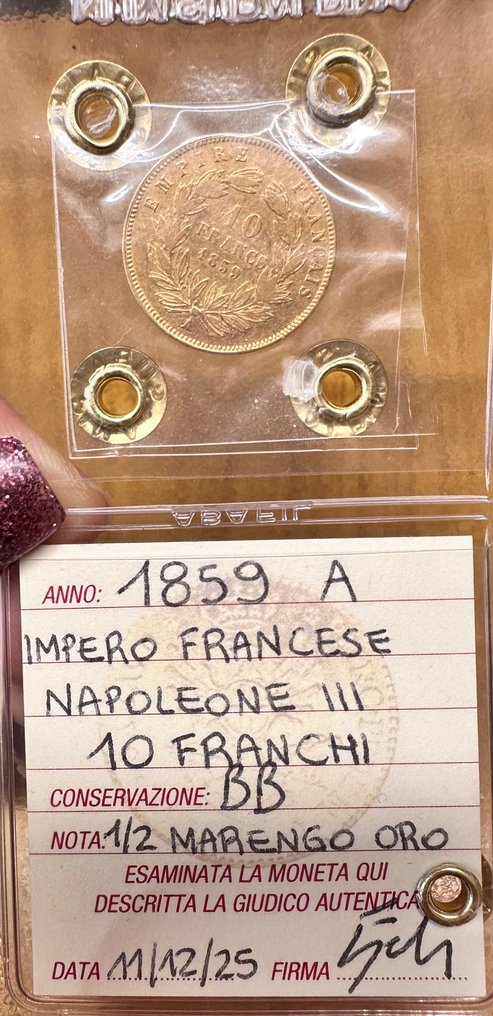 EMPIRE FRANCAIS
10
FRANCS
1859
ABAFIL
ANNO: 1859 A
IMPERO FRANCESE
NAPOLEONE III
10 FRANCHI
CONSERVAZIONE: BB
NOTA: 1/2 MARENGO ORO
ESAMINATA LA MONETA QUI
DESCRITTA LA GIUDICO AUTENTICA
DATA 11/12/25 FIRMA